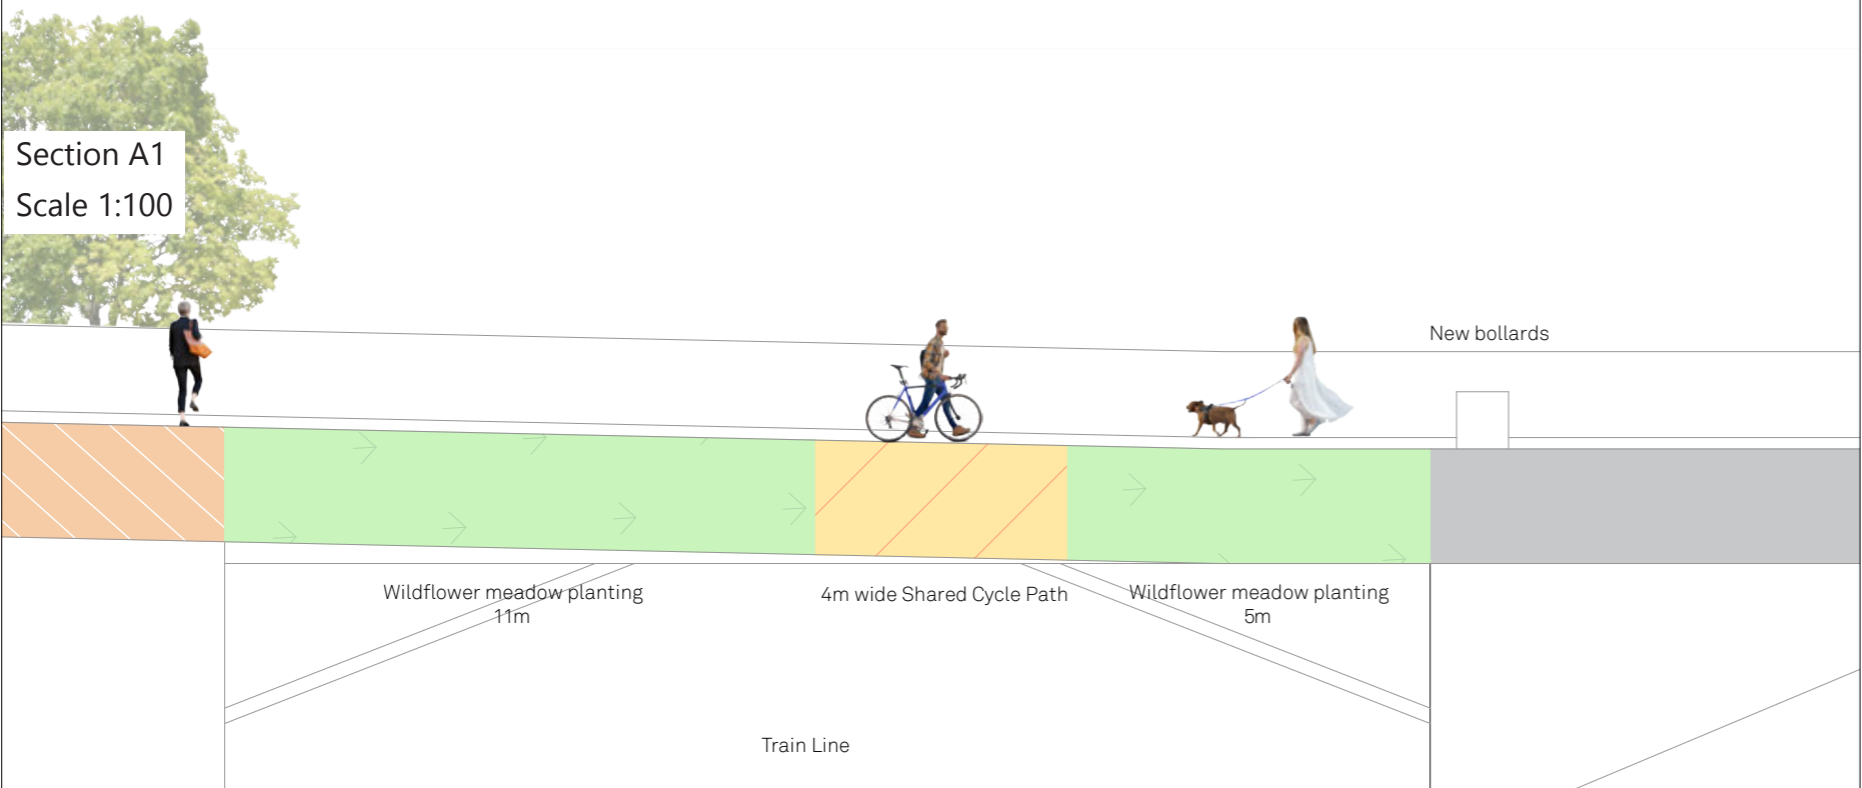 Section A1
Scale 1:100
New bollards
Wildflower meadow planting
11m
4m wide Shared Cycle Path
Wildflower meadow planting
5m
Train Line